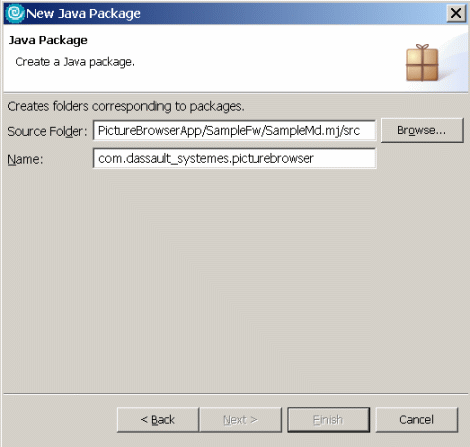 New Java Package
Java Package
Create a Java package.
Creates folders corresponding to packages.
Source Folder: PictureBrowserApp/SampleFw/SampleMd.mj/src Browse...
Name: com.dassault_systemes.picturebrowser
< Back Next > Finish Cancel